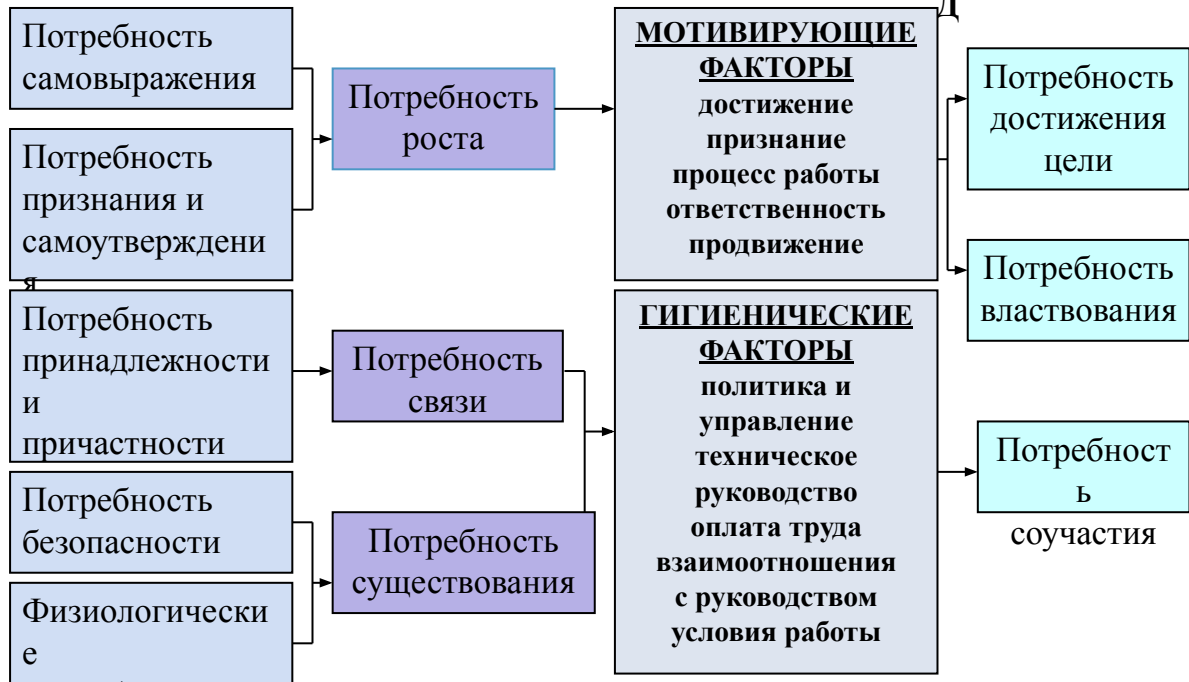 Д
Потребность
самовыражения
Потребность
признания и
самоутверждени
я
Потребность
принадлежности
и
причастности
Потребность
безопасности
Физиологически
е
Потребность
роста
Потребность
связи
Потребность
существования
МОТИВИРУЮЩИЕ
ФАКТОРЫ
достижение
признание
процесс работы
ответственность
продвижение
ГИГИЕНИЧЕСКИЕ
ФАКТОРЫ
политика и
управление
техническое
руководство
оплата труда
взаимоотношения
с руководством
условия работы
Потребность
достижения
цели
Потребность
властвования
Потребност
ь
соучастия